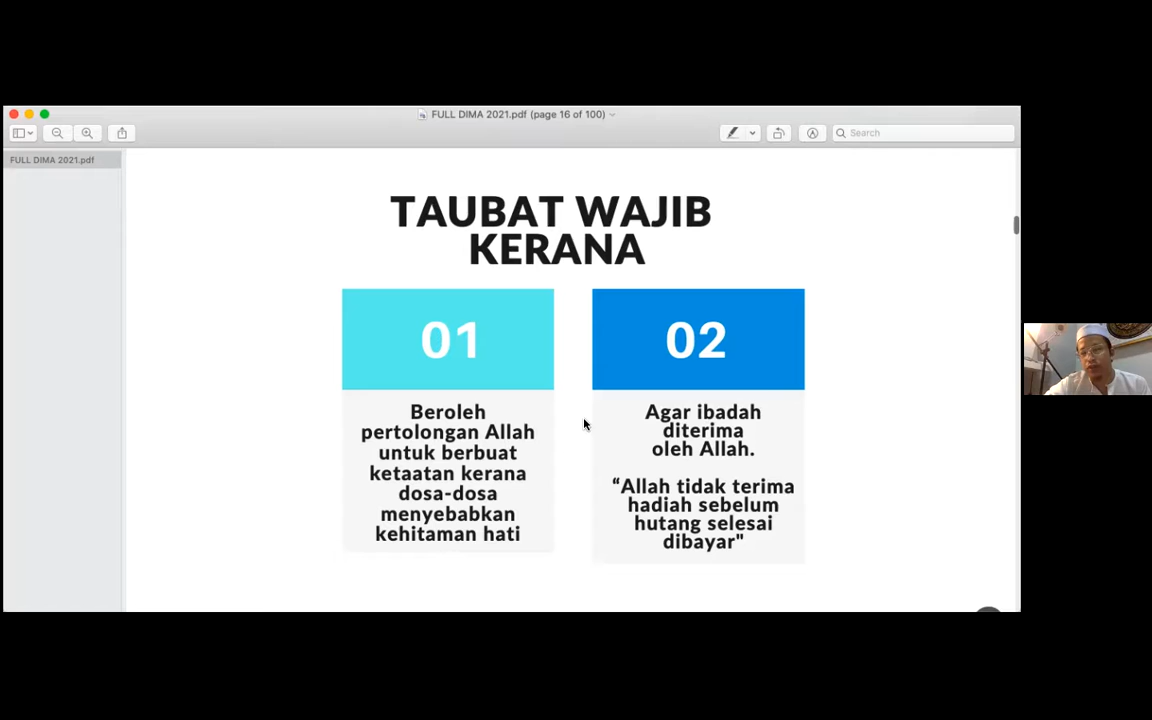 FULL DIMA 2021.pdf (page 16 of 100)
Search
FULL DIMA 2021.pdf
TAUBAT WAJIB
KERANA
01
Beroleh
pertolongan Allah
untuk berbuat
ketaatan kerana
dosa-dosa
menyebabkan
kehitaman hati
02
Agar ibadah
diterima
oleh Allah.
“Allah tidak terima
hadiah sebelum
hutang selesai
dibayar"